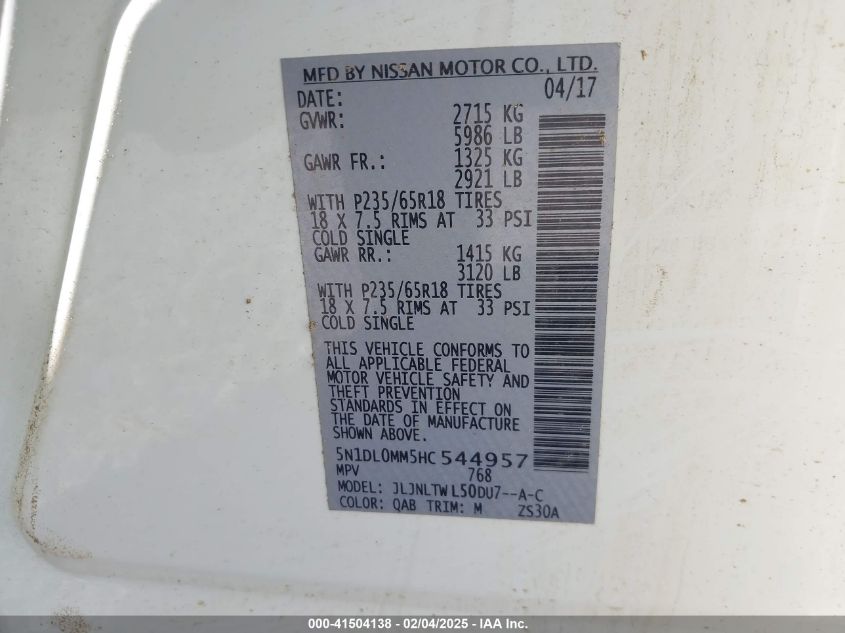 MFD BY NISSAN MOTOR CO., LTD.
DATE: 04/17
GVWR: 2715 KG
5986 LB
GAWR FR.: 1325 KG
2921 LB
WITH P235/65R18 TIRES
18 X 7.5 RIMS AT 33 PSI
COLD SINGLE
GAWR RR.: 1415 KG
3120 LB
WITH P235/65R18 TIRES
18 X 7.5 RIMS AT 33 PSI
COLD SINGLE
THIS VEHICLE CONFORMS TO
ALL APPLICABLE FEDERAL
MOTOR VEHICLE SAFETY AND
THEFT PREVENTION
STANDARDS IN EFFECT ON
THE DATE OF MANUFACTURE
SHOWN ABOVE.
5N1DL0MM5HC 544957
MPV 768
MODEL: JLJNLTWL50DU7--A-C
COLOR: QAB TRIM: M ZS30A
000-41504138 - 02/04/2025 - IAA Inc.